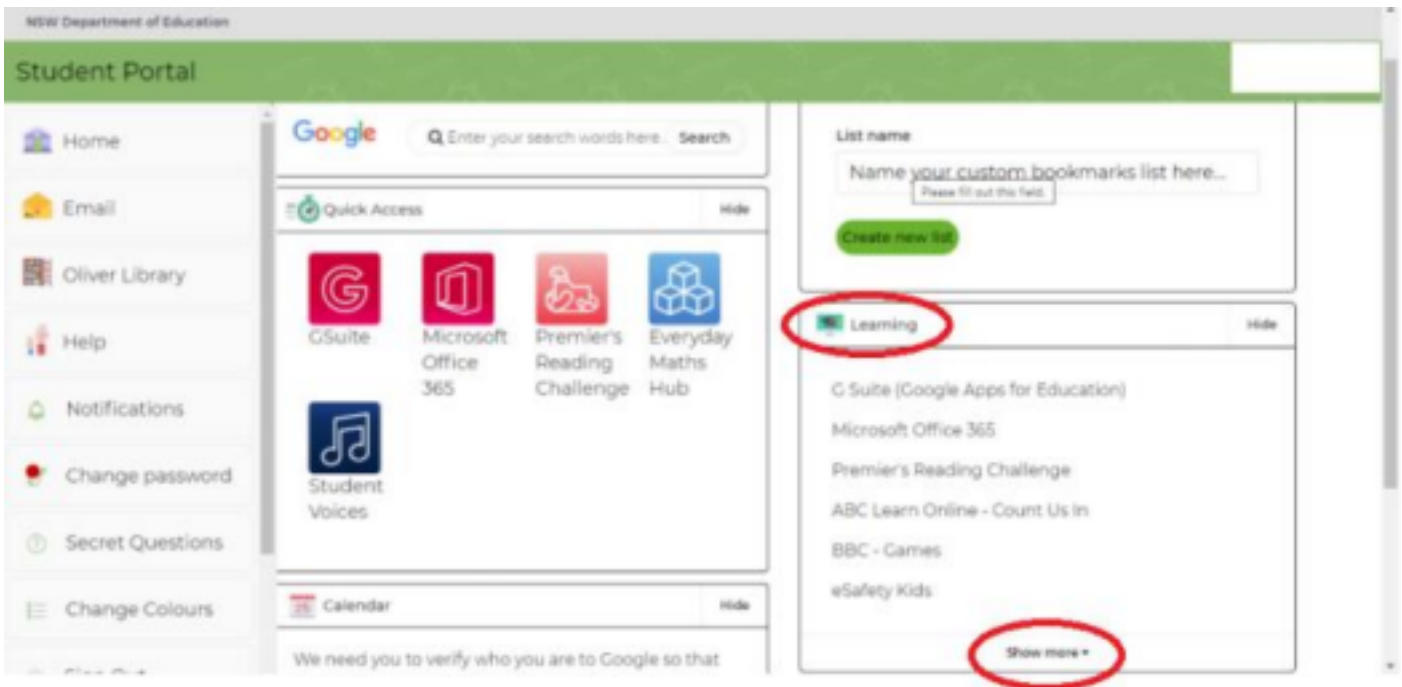 NSW Department of Education
Student Portal
Home
Email
Oliver Library
Help
Notifications
Change password
Secret Questions
Change Colours
Sign Out
Google
Enter your search words here..
Search
Quick Access
Hide
GSuite
Microsoft
Office
365
Premier's
Reading
Challenge
Everyday
Maths
Hub
Student
Voices
Calendar
Hide
We need you to verify who you are to Google so that
List name
Name your custom bookmarks list here...
Please fill out this field.
Create new list
Learning
Hide
G Suite (Google Apps for Education)
Microsoft Office 365
Premier's Reading Challenge
ABC Learn Online - Count Us In
BBC - Games
eSafety Kids
Show more